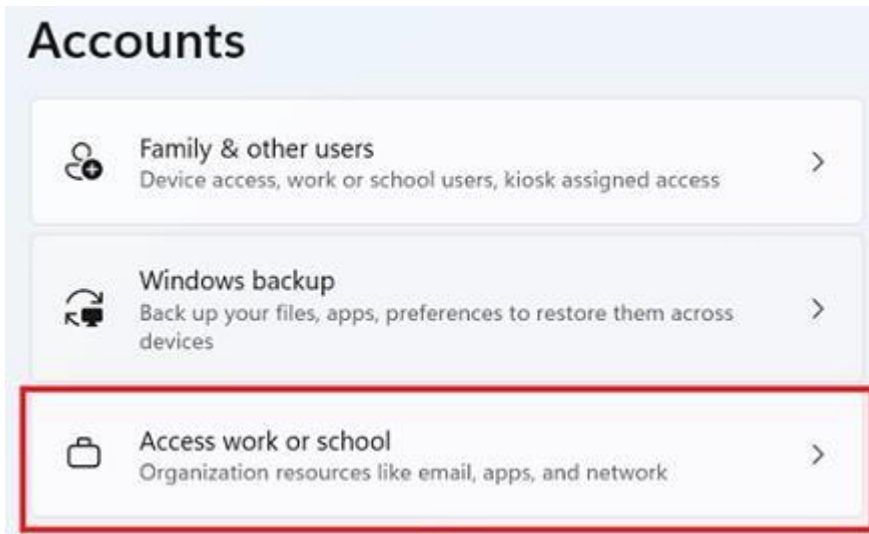 Accounts
Family & other users
Device access, work or school users, kiosk assigned access
Windows backup
Back up your files, apps, preferences to restore them across
devices
Access work or school
Organization resources like email, apps, and network